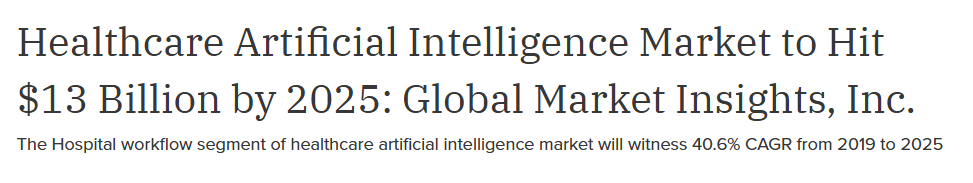 Healthcare Artificial Intelligence Market to Hit
$13 Billion by 2025: Global Market Insights, Inc.
The Hospital workflow segment of healthcare artificial intelligence market will witness 40.6% CAGR from 2019 to 2025